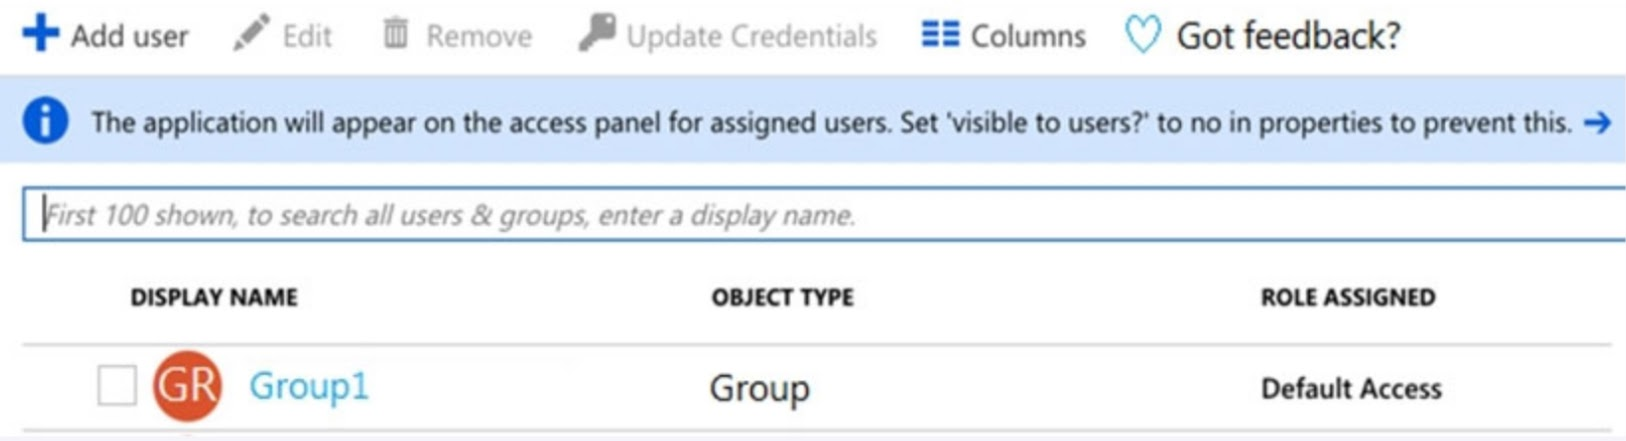 Add user Edit Remove Update Credentials Columns Got feedback?
The application will appear on the access panel for assigned users. Set 'visible to users?' to no in properties to prevent this.
First 100 shown, to search all users & groups, enter a display name.
DISPLAY NAME OBJECT TYPE ROLE ASSIGNED
GR Group1 Group Default Access